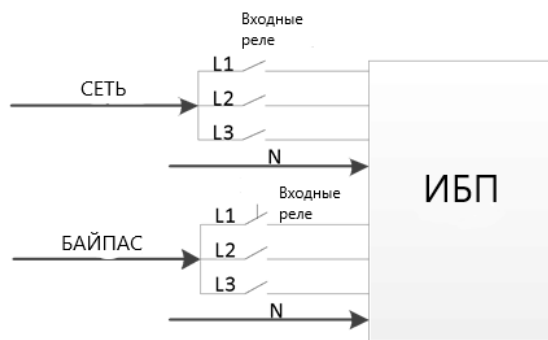 Входные
реле
L1
СЕТЬ
L2
L3
N
ИБП
Входные
реле
L1
БАЙПАС
L2
L3
N